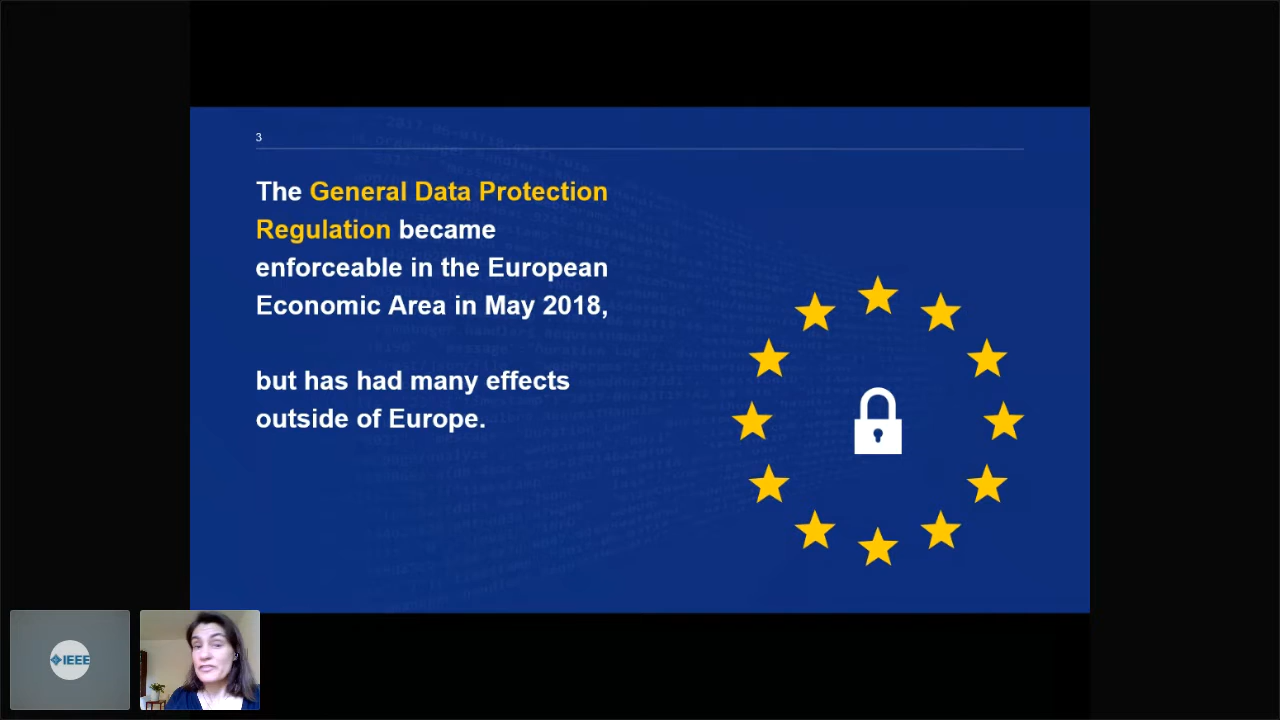 3
The General Data Protection
Regulation became
enforceable in the European
Economic Area in May 2018,
but has had many effects
outside of Europe.
IEEE